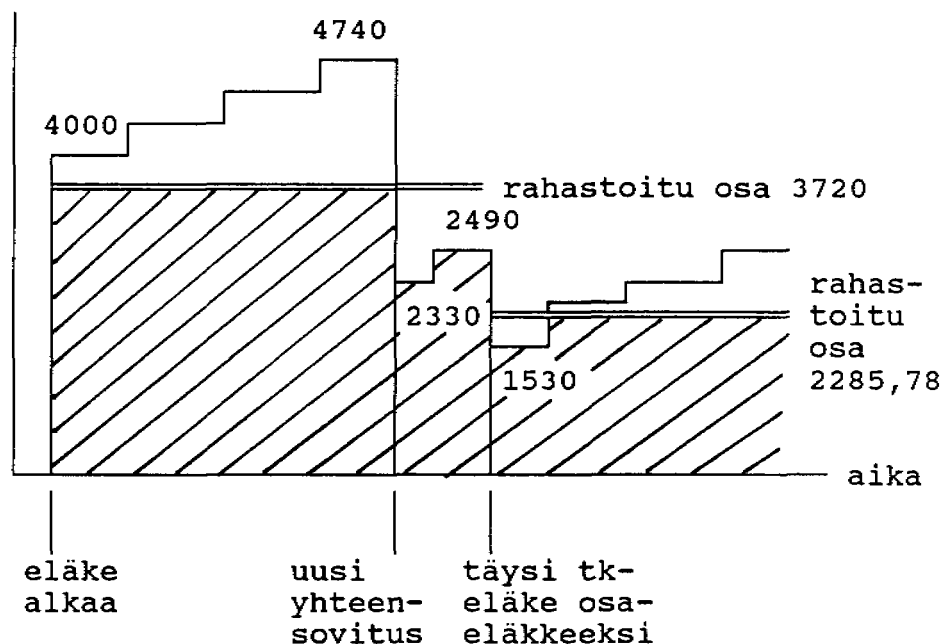 4740
4000
rahastoitu osa 3720
2490
rahas-
toitu
osa
2285,78
2330
1530
aika
eläke
alkaa
uusi
yhteen-
sovitus
täysi tk-
eläke osa-
eläkkeeksi